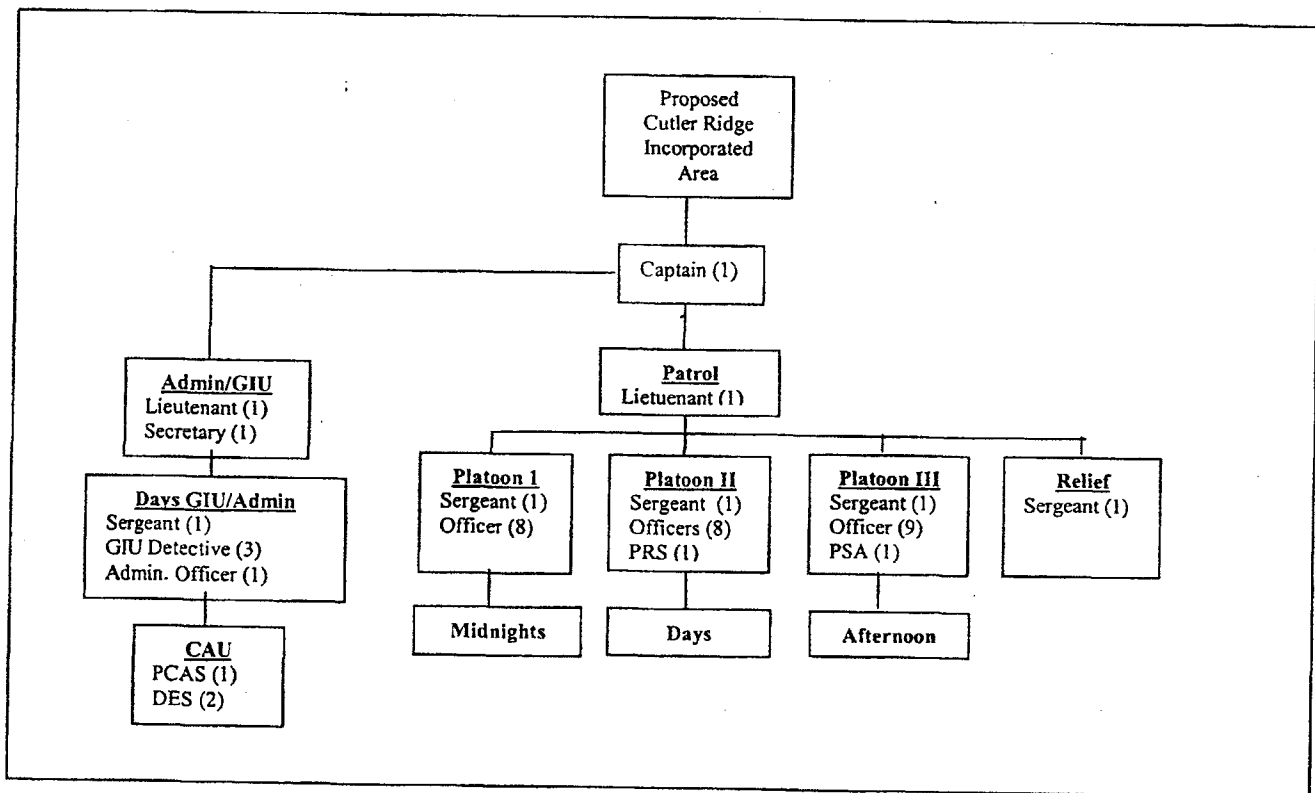 Proposed
Cutler Ridge
Incorporated
Area
Captain (1)
Admin/GIU
Lieutenant (1)
Secretary (1)
Patrol
Lietuenant (1)
Days GIU/Admin
Sergeant (1)
GIU Detective (3)
Admin. Officer (1)
Platoon 1
Sergeant (1)
Officer (8)
Platoon II
Sergeant (1)
Officers (8)
PRS (1)
Platoon III
Sergeant (1)
Officer (9)
PSA (1)
Relief
Sergeant (1)
Midnights
Days
Afternoon
CAU
PCAS (1)
DES (2)